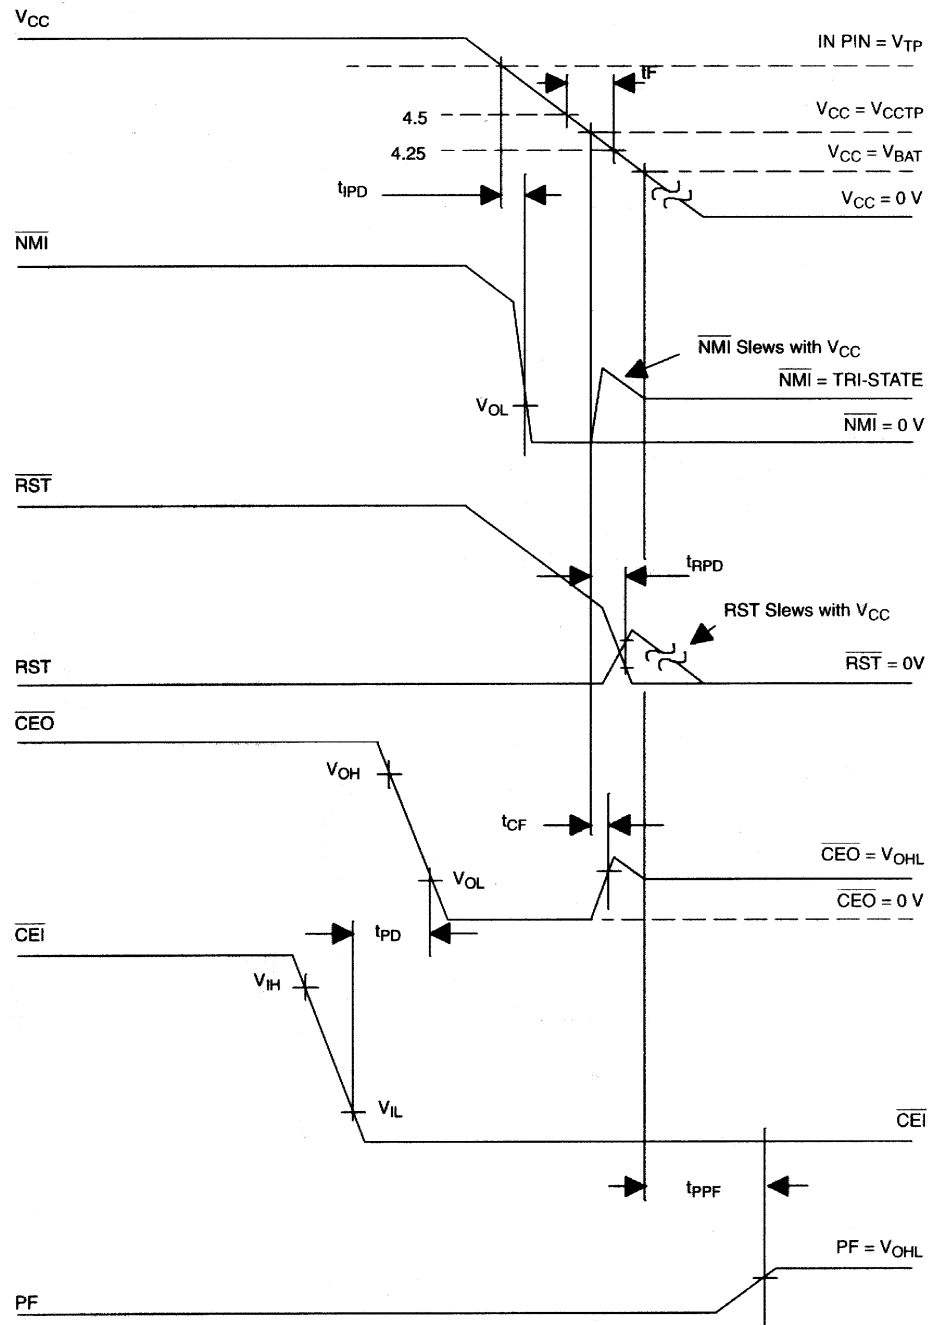 VCC
IN PIN = VTP
tF
4.5
VCC = VCCTP
4.25
VCC = VBAT
tIPD
VCC = 0 V
NMI
NMI Slews with VCC
NMI = TRI-STATE
VOL
NMI = 0 V
RST
tRPD
RST Slews with VCC
RST
RST = 0V
CEO
VOH
tCF
CEO = VOHL
VOL
CEO = 0 V
tPD
CEI
VIH
VIL
CEI
tPPF
PF = VOHL
PF